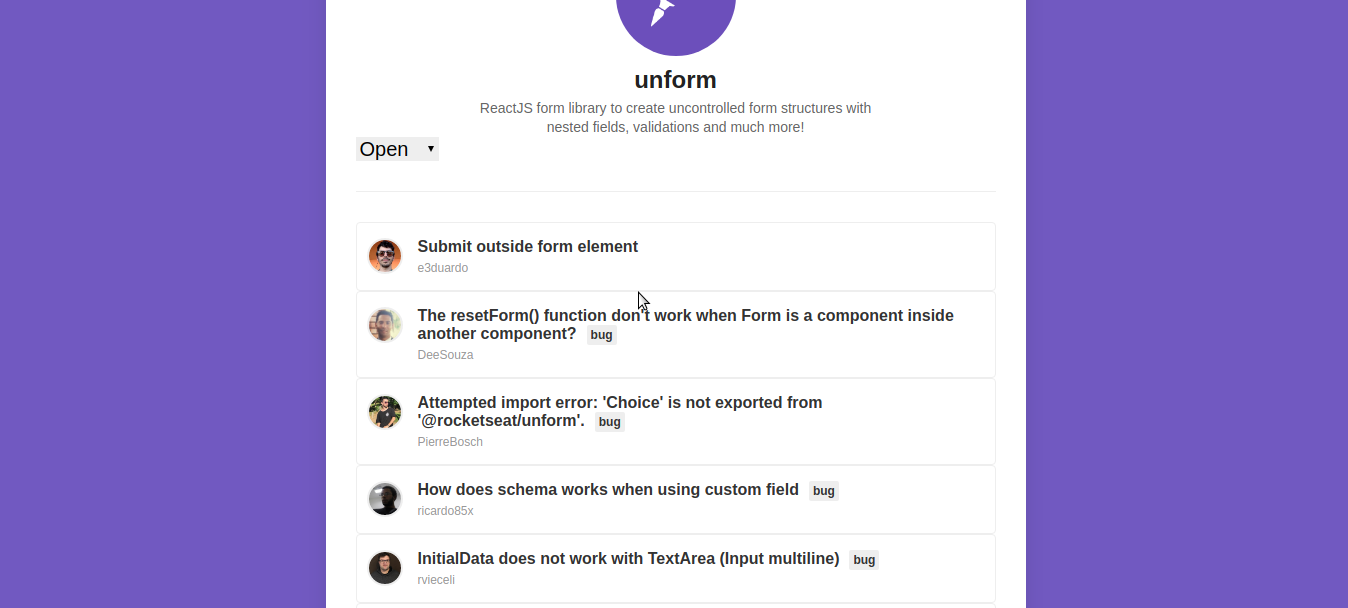 unform
ReactJS form library to create uncontrolled form structures with
nested fields, validations and much more!
Open
Submit outside form element
e3duardo
The resetForm() function don't work when Form is a component inside
another component? bug
DeeSouza
Attempted import error: 'Choice' is not exported from
'@rocketseat/unform'. bug
PierreBosch
How does schema works when using custom field bug
ricardo85x
InitialData does not work with TextArea (Input multiline) bug
rvieceli